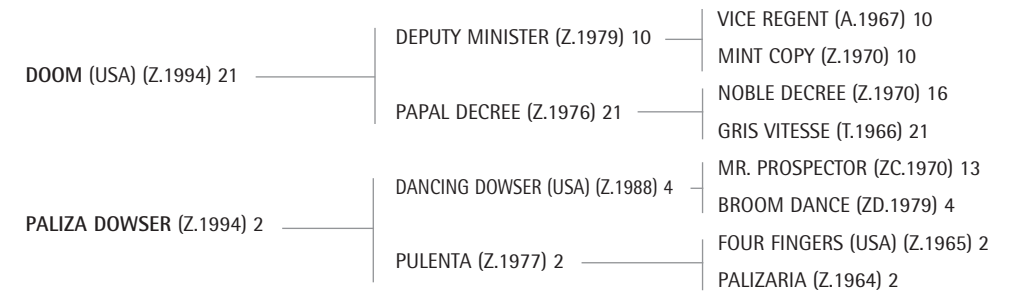 VICE REGENT (A.1967) 10
DEPUTY MINISTER (Z.1979) 10
MINT COPY (Z.1970) 10
DOOM (USA) (Z.1994) 21
NOBLE DECREE (Z.1970) 16
PAPAL DECREE (Z.1976) 21
GRIS VITESSE (T.1966) 21
MR. PROSPECTOR (ZC.1970) 13
DANCING DOWSER (USA) (Z.1988) 4
BROOM DANCE (ZD.1979) 4
PALIZA DOWSER (Z.1994) 2
FOUR FINGERS (USA) (Z.1965) 2
PULENTA (Z.1977) 2
PALIZARIA (Z.1964) 2